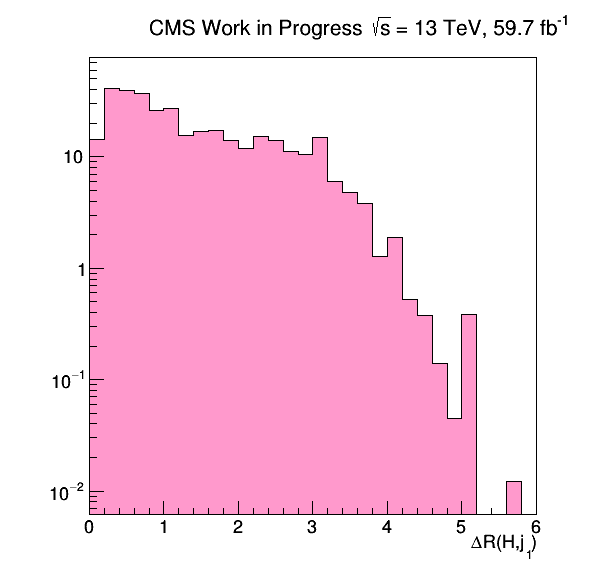 CMS Work in Progress √s = 13 TeV, 59.7 fb⁻¹
10
1
10⁻¹
10⁻²
0 1 2 3 4 5 6
ΔR(H,j₁)